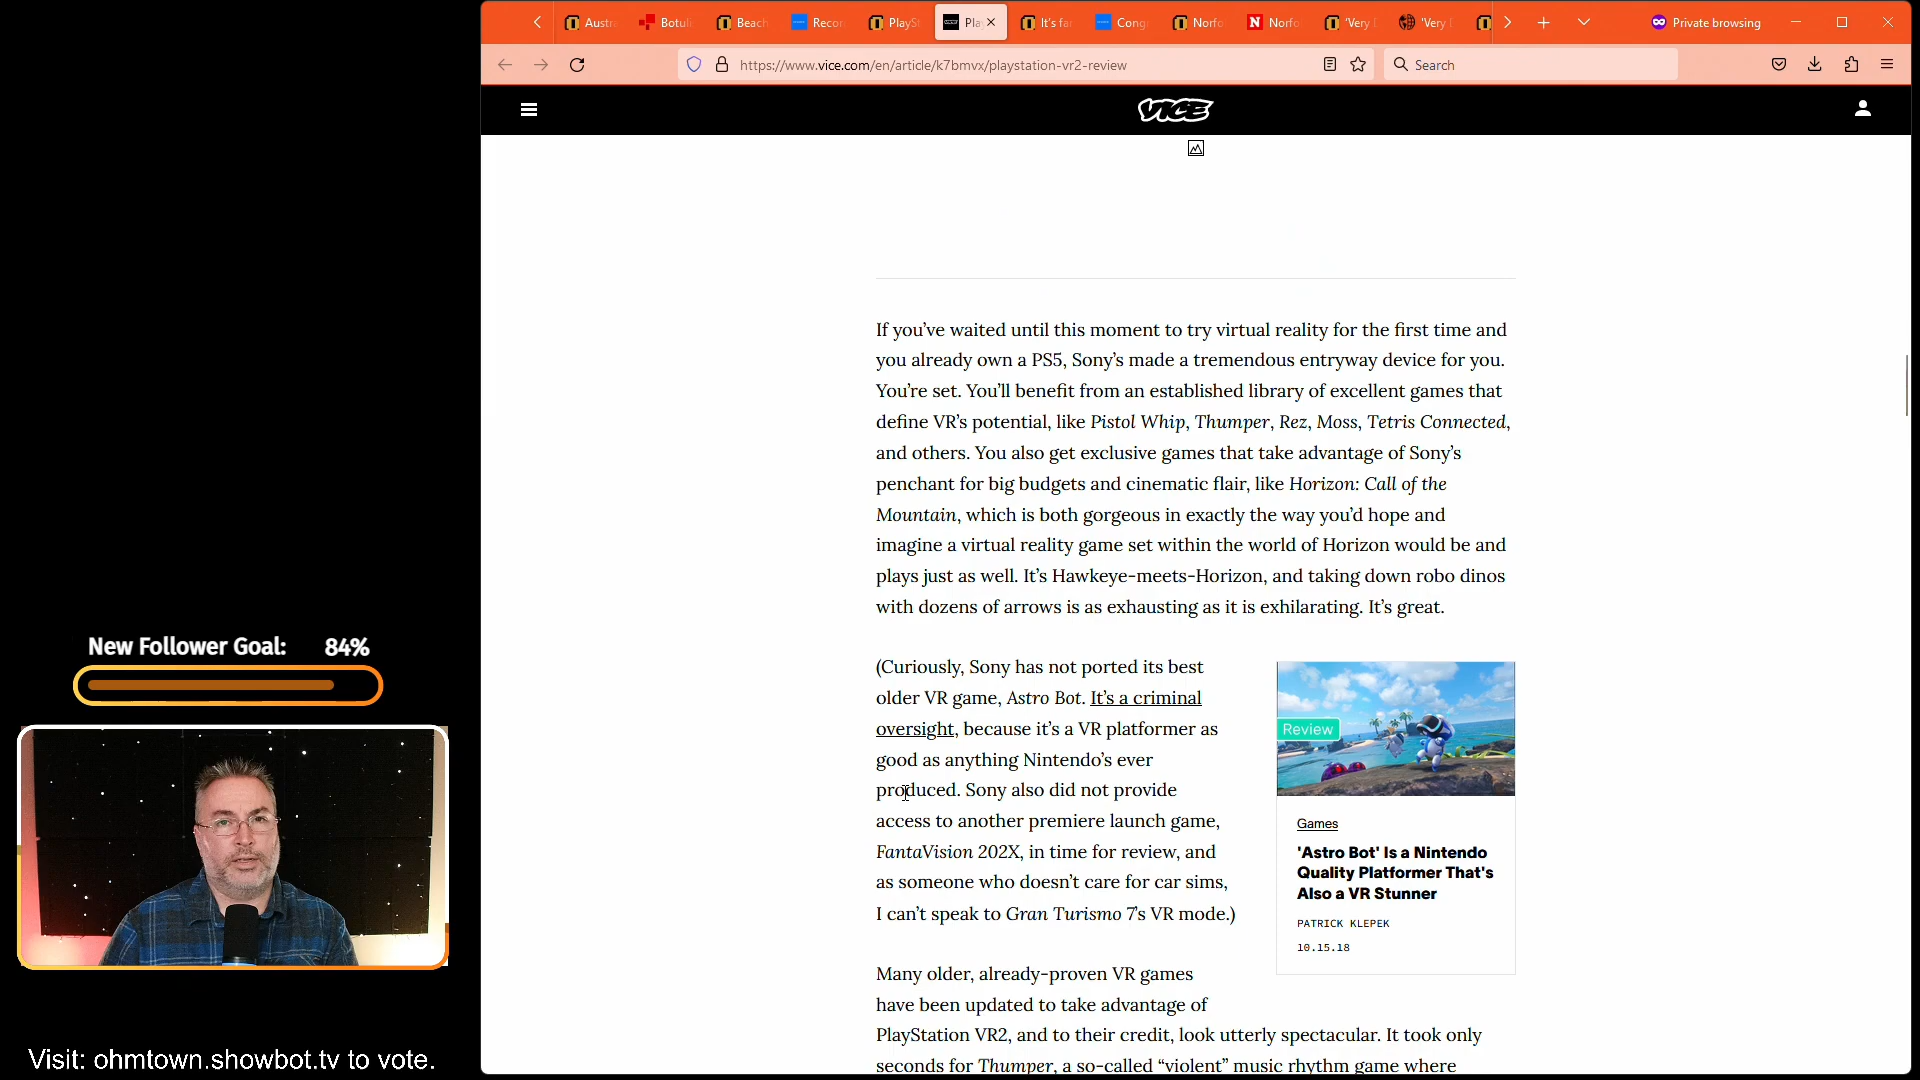 Austra
Botuli
Beach
Recor
PlaySt
Play
It's fa
Cong
Norfo
Norfo
'Very
'Very
Private browsing
https://www.vice.com/en/article/k7bmvx/playstation-vr2-review
Search
VICE
If you've waited until this moment to try virtual reality for the first time and
you already own a PS5, Sony's made a tremendous entryway device for you.
You're set. You'll benefit from an established library of excellent games that
define VR's potential, like Pistol Whip, Thumper, Rez, Moss, Tetris Connected,
and others. You also get exclusive games that take advantage of Sony's
penchant for big budgets and cinematic flair, like Horizon: Call of the
Mountain, which is both gorgeous in exactly the way you'd hope and
imagine a virtual reality game set within the world of Horizon would be and
plays just as well. It's Hawkeye-meets-Horizon, and taking down robo dinos
with dozens of arrows is as exhausting as it is exhilarating. It's great.
(Curiously, Sony has not ported its best
older VR game, Astro Bot. It's a criminal
oversight, because it's a VR platformer as
good as anything Nintendo's ever
produced. Sony also did not provide
access to another premiere launch game,
FantaVision 202X, in time for review, and
as someone who doesn't care for car sims,
I can't speak to Gran Turismo 7's VR mode.)
Review
Games
'Astro Bot' Is a Nintendo
Quality Platformer That's
Also a VR Stunner
PATRICK KLEPEK
10.15.18
Many older, already-proven VR games
have been updated to take advantage of
PlayStation VR2, and to their credit, look utterly spectacular. It took only
seconds for Thumper, a so-called “violent” music rhythm game where
New Follower Goal: 84%
Visit: ohmtown.showbot.tv to vote.